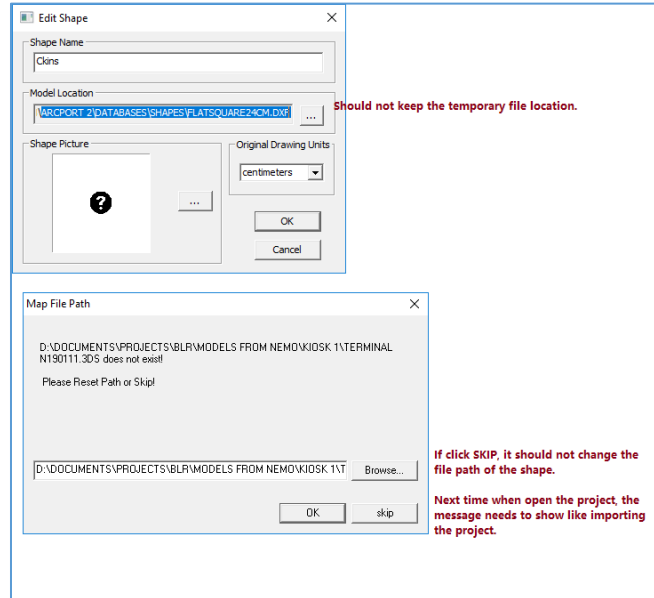 Edit Shape
Shape Name
Ckins
Model Location
\ARCPORT 2\DATABASES\SHAPES\FLATSQUARE24CM.DXF
...
Should not keep the temporary file location.
Shape Picture
...
Original Drawing Units
centimeters
OK
Cancel
Map File Path
D:\DOCUMENTS\PROJECTS\BLR\MODELS FROM NEMO\KIOSK 1\TERMINAL
N190111.3DS does not exist!
Please Reset Path or Skip!
D:\DOCUMENTS\PROJECTS\BLR\MODELS FROM NEMO\KIOSK 1\T
Browse...
OK
skip
If click SKIP, it should not change the
file path of the shape.
Next time when open the project, the
message needs to show like importing
the project.